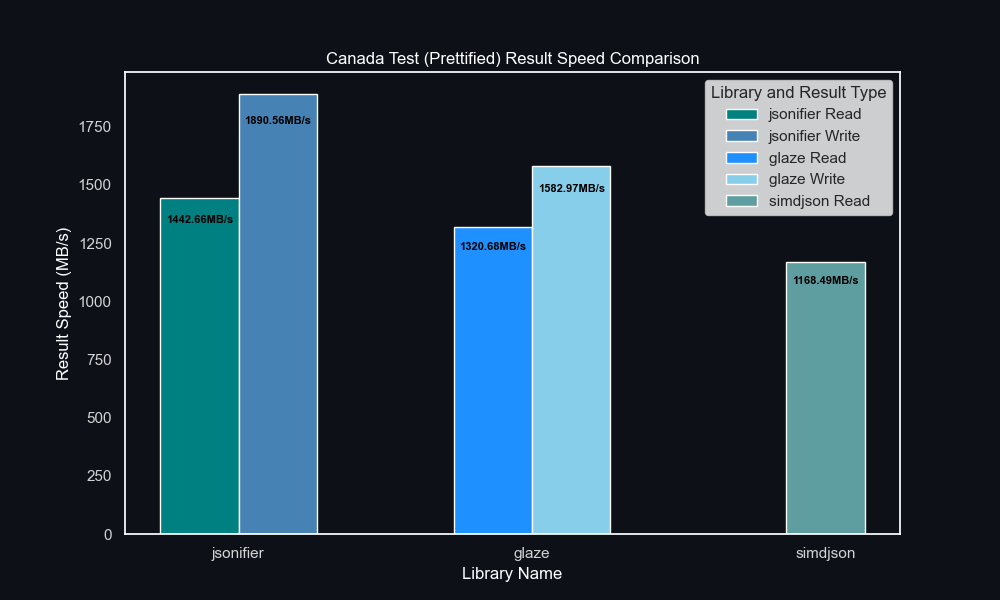 Canada Test (Prettified) Result Speed Comparison
Library and Result Type
jsonifier Read
jsonifier Write
glaze Read
glaze Write
simdjson Read
Result Speed (MB/s)
1750
1500
1250
1000
750
500
250
0
1442.66MB/s
1890.56MB/s
1320.68MB/s
1582.97MB/s
1168.49MB/s
jsonifier
glaze
simdjson
Library Name